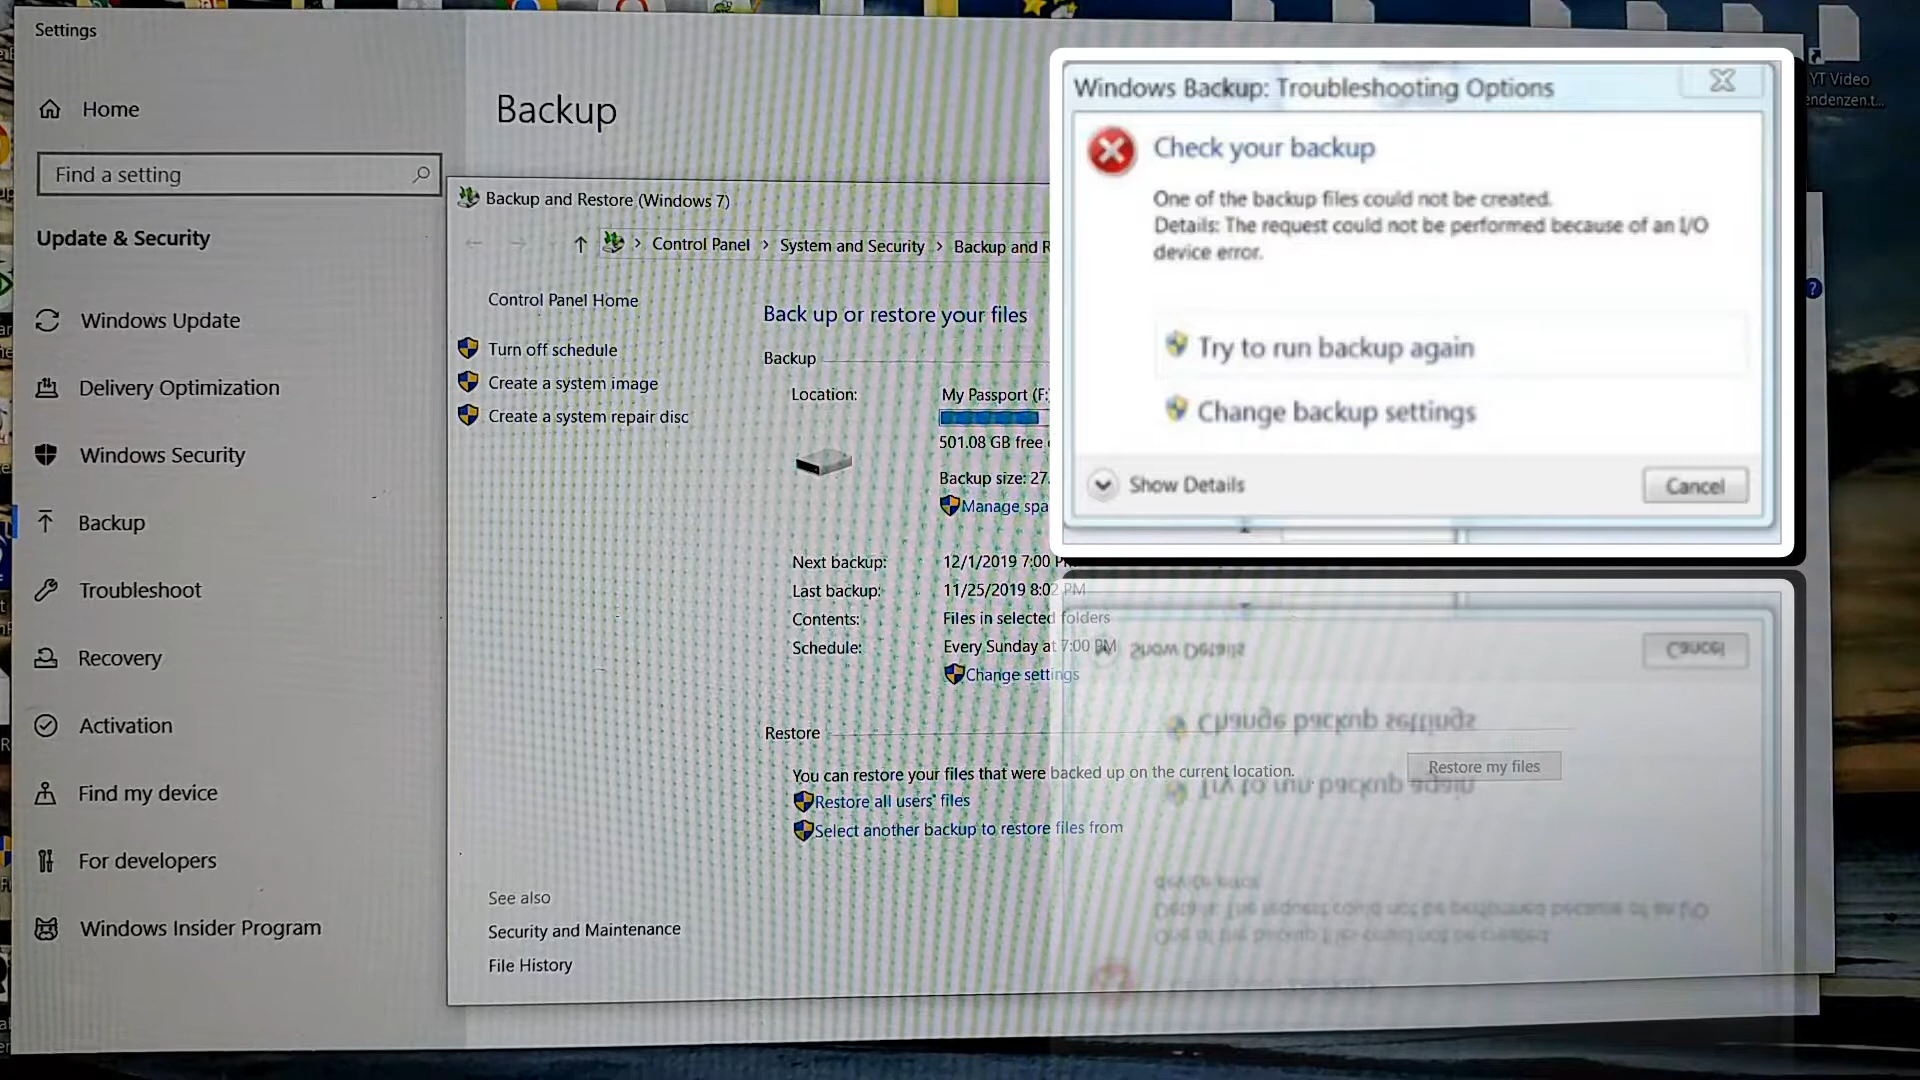 Settings
Home
Find a setting
Update & Security
Windows Update
Delivery Optimization
Windows Security
Backup
Troubleshoot
Recovery
Activation
Find my device
For developers
Windows Insider Program
Backup
Backup and Restore (Windows 7)
Control Panel > System and Security > Backup and R
Control Panel Home
Turn off schedule
Create a system image
Create a system repair disc
See also
Security and Maintenance
File History
Back up or restore your files
Backup
Location: My Passport (F:
501.08 GB free
Backup size: 27.
Manage spa
Next backup: 12/1/2019 7:00 P
Last backup: 11/25/2019 8:02 PM
Contents: Files in selected folders
Schedule: Every Sunday at 7:00 PM
Change settings
Restore
You can restore your files that were backed up on the current location.
Restore my files
Restore all users' files
Select another backup to restore files from
Windows Backup: Troubleshooting Options
Check your backup
One of the backup files could not be created.
Details: The request could not be performed because of an I/O
device error.
Try to run backup again
Change backup settings
Show Details
Cancel
YT Video
endenzen.t...